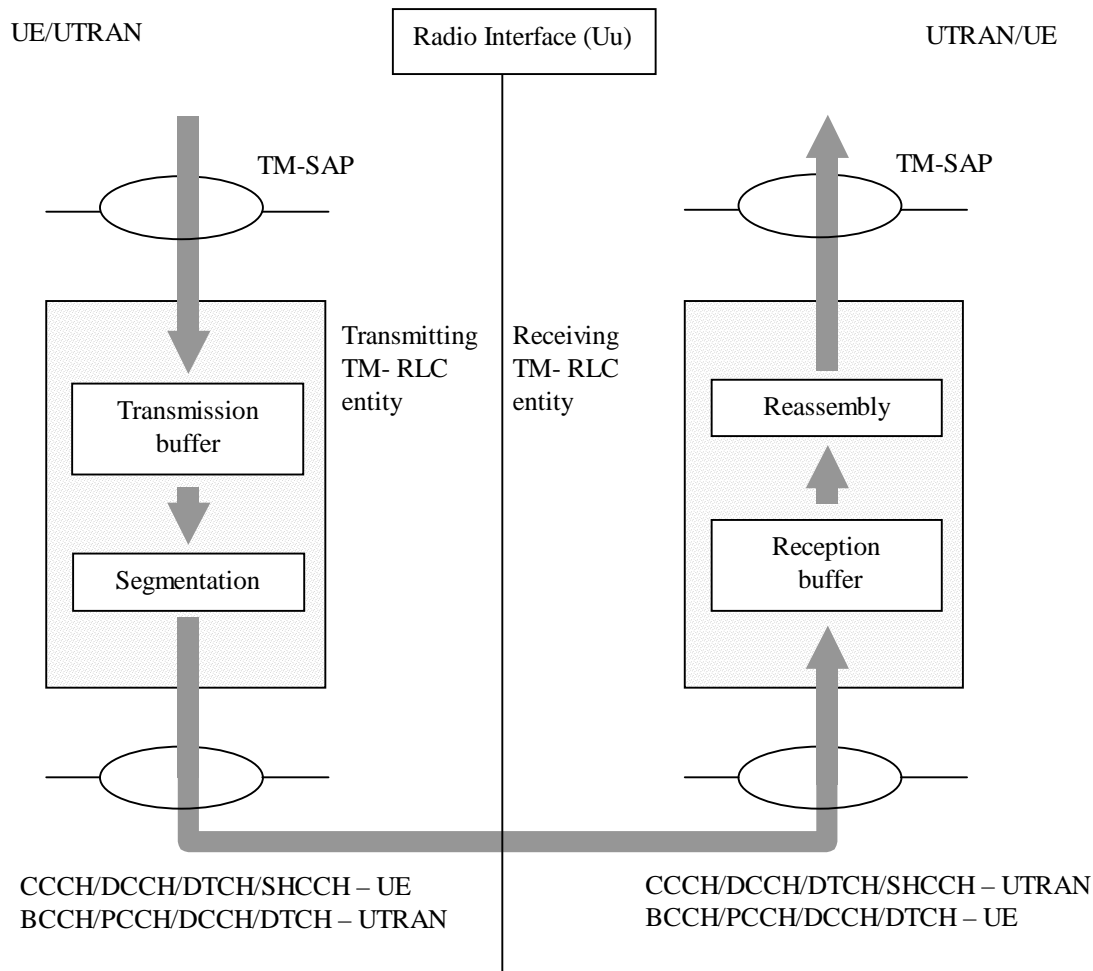 UE/UTRAN
Radio Interface (Uu)
UTRAN/UE
TM-SAP
TM-SAP
Transmitting
TM- RLC
entity
Receiving
TM- RLC
entity
Transmission
buffer
Segmentation
Reassembly
Reception
buffer
CCCH/DCCH/DTCH/SHCCH – UE
BCCH/PCCH/DCCH/DTCH – UTRAN
CCCH/DCCH/DTCH/SHCCH – UTRAN
BCCH/PCCH/DCCH/DTCH – UE